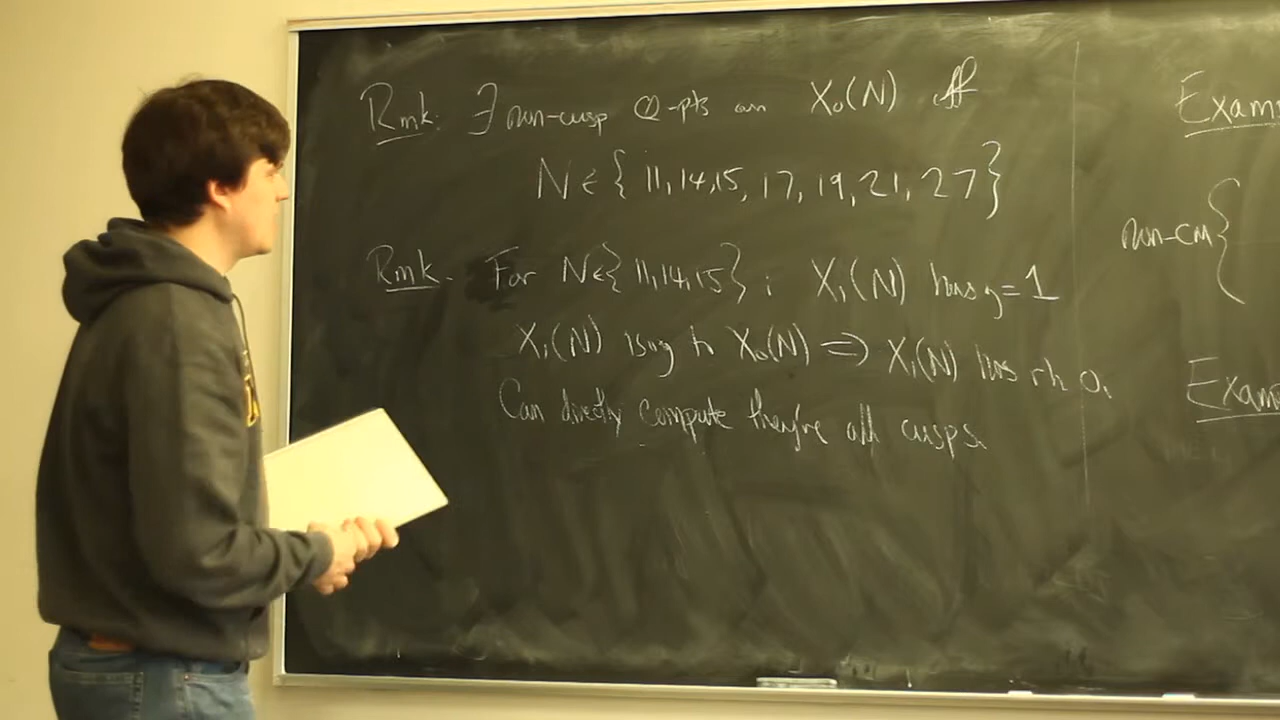 Rmk. ∃ non-cusp Q-pts on X₀(N) iff
N ∈ { 11, 14, 15, 17, 19, 21, 27 }
Rmk. For N∈{ 11, 14, 15 } ; X₁(N) has g = 1
X₁(N) isog to X₀(N) ⇒ X₁(N) has rk 0.
Can directly compute they're all cusps.
Exam
non-CM {
Exam